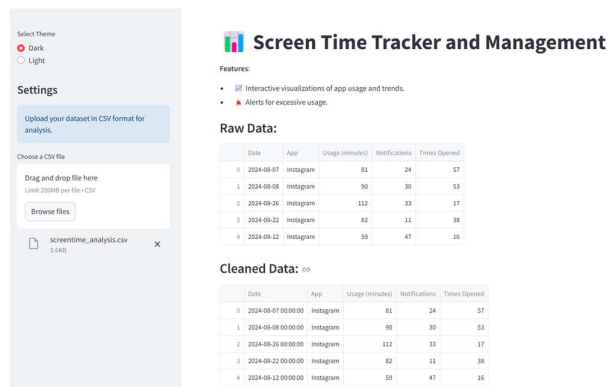 Select Theme
Dark
Light
Settings
Upload your dataset in CSV format for
analysis.
Choose a CSV file
Drag and drop file here
Limit 200MB per file • CSV
Browse files
screentime_analysis.csv
5.6KB
Screen Time Tracker and Management
Features:
• Interactive visualizations of app usage and trends.
• Alerts for excessive usage.
Raw Data:
Date App Usage (minutes) Notifications Times Opened
0 2024-08-07 Instagram 81 24 57
1 2024-08-08 Instagram 90 30 53
2 2024-08-26 Instagram 112 33 17
3 2024-08-22 Instagram 82 11 38
4 2024-08-12 Instagram 59 47 16
Cleaned Data:
Date App Usage (minutes) Notifications Times Opened
0 2024-08-07 00:00:00 Instagram 81 24 57
1 2024-08-08 00:00:00 Instagram 90 30 53
2 2024-08-26 00:00:00 Instagram 112 33 17
3 2024-08-22 00:00:00 Instagram 82 11 38
4 2024-08-12 00:00:00 Instagram 59 47 16